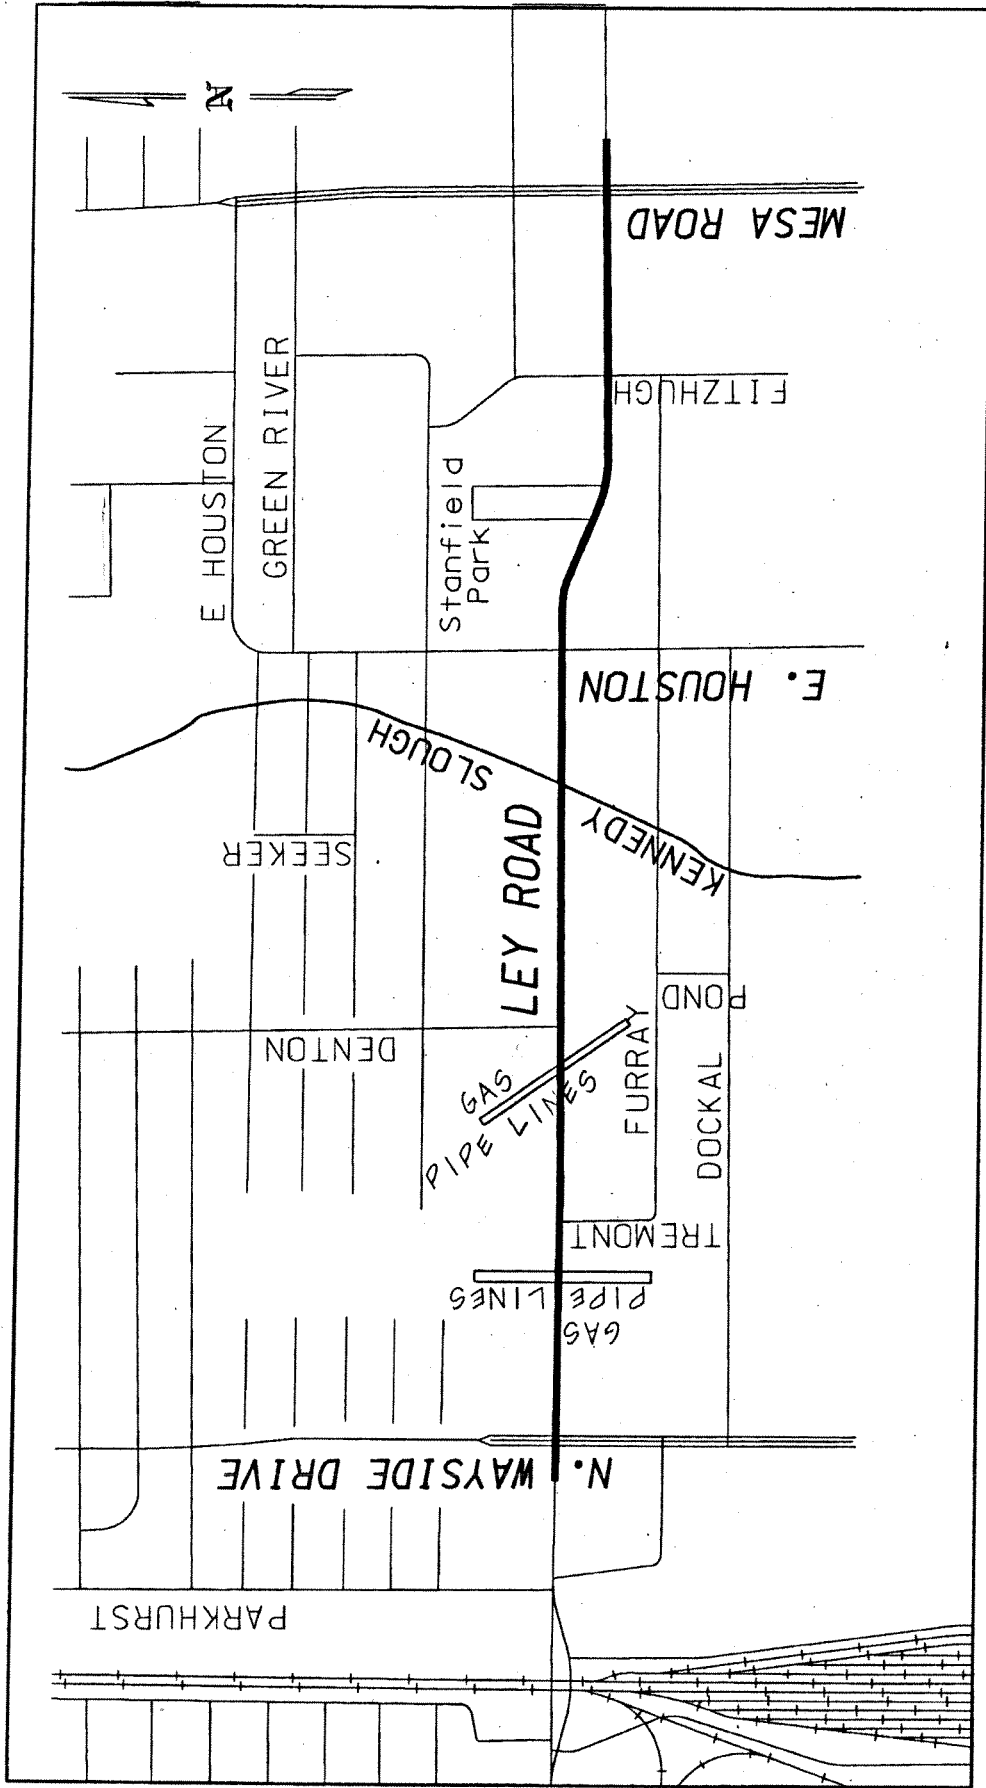 N
MESA ROAD
E HOUSTON
GREEN RIVER
FITZHUGH
Stanfield
Park
E. HOUSTON
SLOUGH
KENNEDY
SEEKER
LEY ROAD
DENTON
POND
GAS
PIPE LINES
FURRAY
DOCKAL
TREMONT
PIPE LINES
GAS
N. WAYSIDE DRIVE
PARKHURST